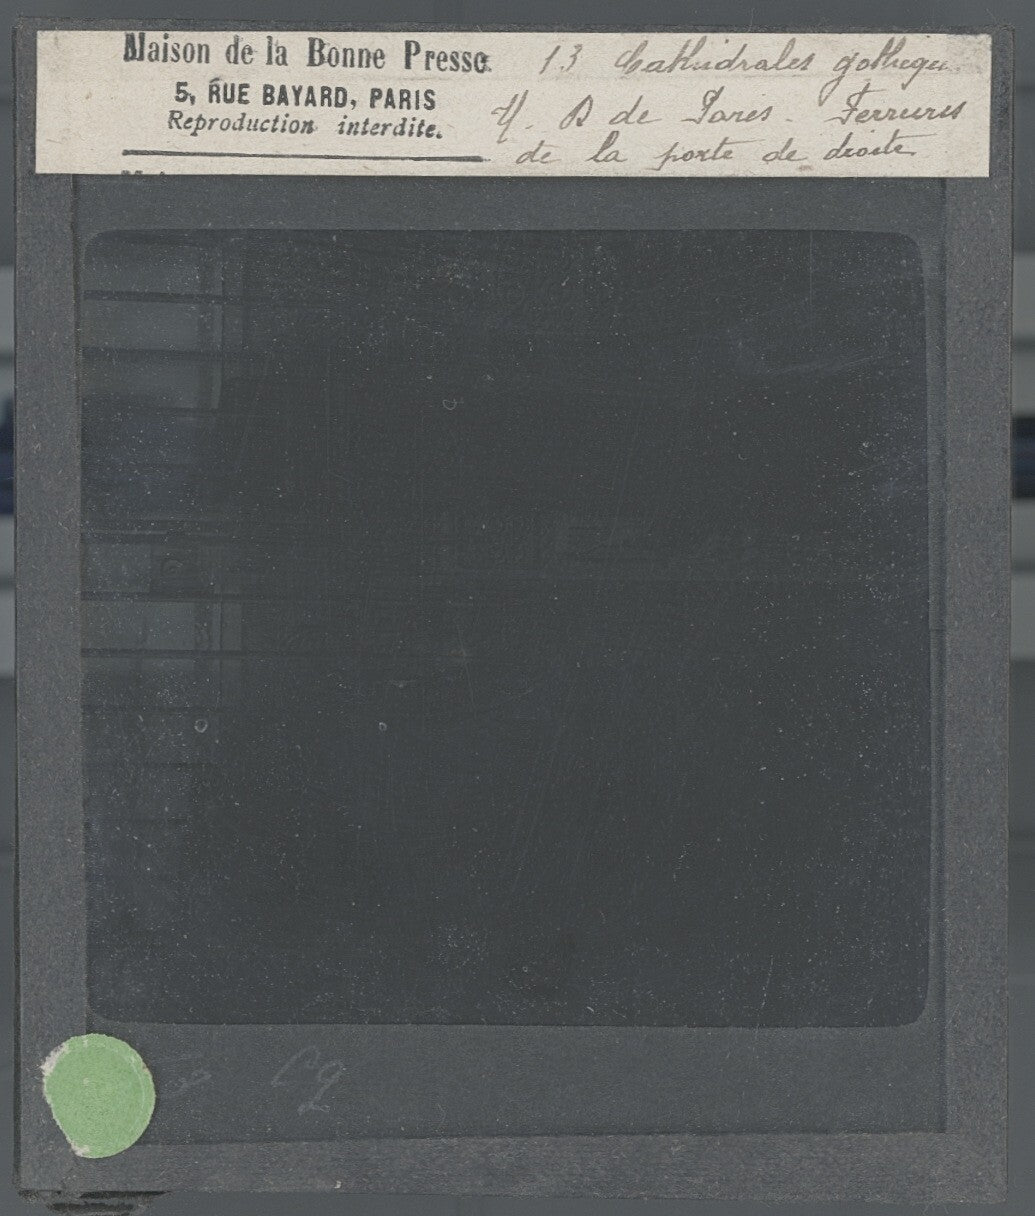 Maison de la Bonne Presse
5, RUE BAYARD, PARIS
Reproduction interdite.
13 Cathédrales gothiqu
N. D de Paris - Ferrures
de la porte de droite